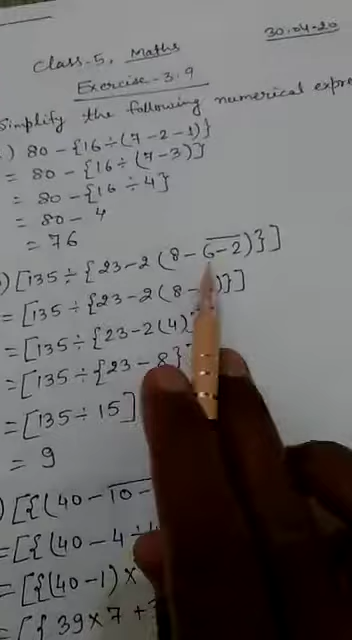 30.04.20
Class-5, Maths
Exercise-3.9
Simplify the following numerical
) 80 - {16 ÷ (7 - 2 - 1)}
= 80 - {16 ÷ (7 - 3)}
= 80 - {16 ÷ 4}
= 80 - 4
= 76
) [135 ÷ {23 - 2 (8 - 6̅ ̅-̅ ̅2̅)}]
= [135 ÷ {23 - 2 (8 - )}]
= [135 ÷ {23 - 2 (4)
= [135 ÷ {23 - 8}
= [135 ÷ 15]
= 9
) [{(40 - 1̅0̅ ̅-̅
= [{(40 - 4 ÷
= [{(40 - 1) ×
= [{ 39 × 7 +